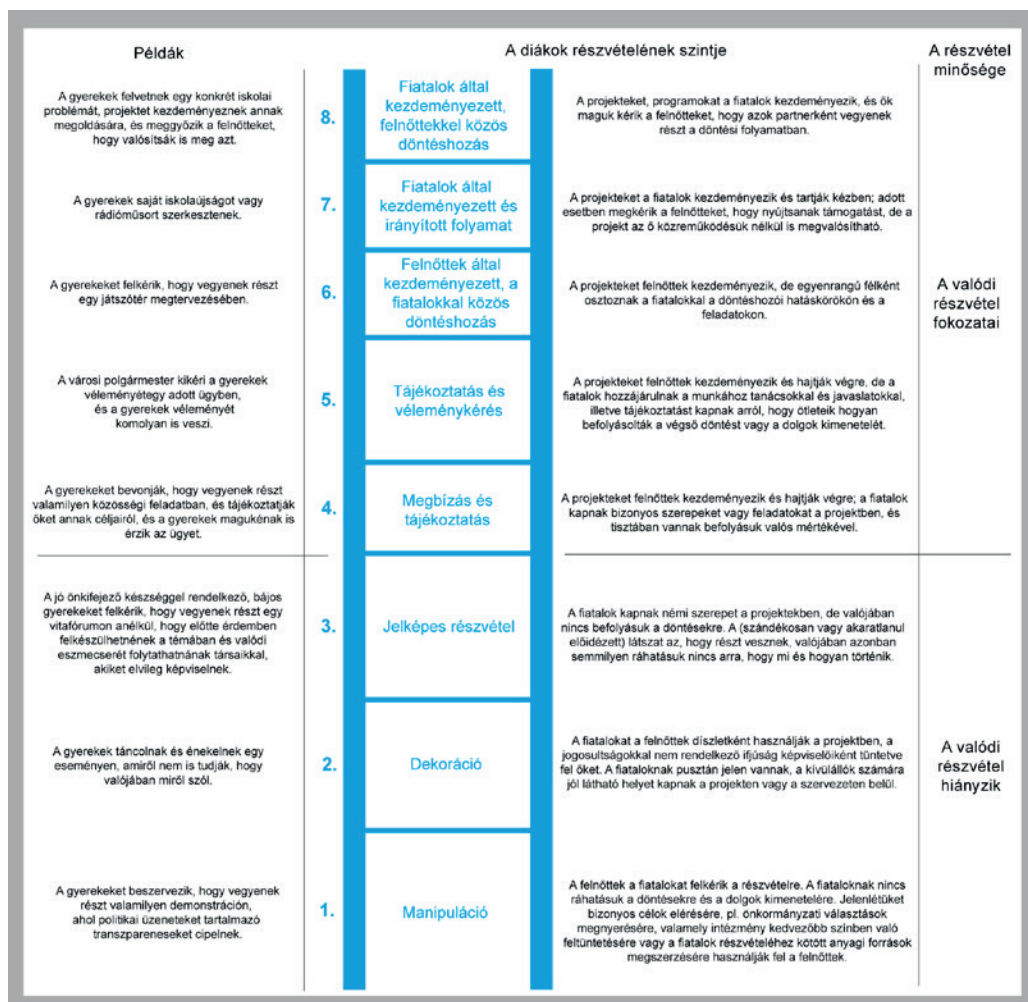 Példák
A diákok részvételének szintje
A részvétel
minősége
A gyerekek felvetnek egy konkrét iskolai
problémát, projektet kezdeményeznek annak
megoldására, és meggyőzik a felnőtteket,
hogy valósítsák is meg azt.
8.
Fiatalok által
kezdeményezett,
felnőttekkel közös
döntéshozás
A projekteket, programokat a fiatalok kezdeményezik, és ők
maguk kérik a felnőtteket, hogy azok partnerként vegyenek
részt a döntési folyamatban.
A gyerekek saját iskolaújságot vagy
rádióműsort szerkesztenek.
7.
Fiatalok által
kezdeményezett és
irányított folyamat
A projekteket a fiatalok kezdeményezik és tartják kézben; adott
esetben megkérik a felnőtteket, hogy nyújtsanak támogatást, de a
projekt az ő közreműködésük nélkül is megvalósítható.
A gyerekeket felkérik, hogy vegyenek részt
egy játszótér megtervezésében.
6.
Felnőttek által
kezdeményezett, a
fiatalokkal közös
döntéshozás
A projekteket felnőttek kezdeményezik, de egyenrangú félként
osztoznak a fiatalokkal a döntéshozói hatáskörökön és a
feladatokon.
A valódi
részvétel
fokozatai
A városi polgármester kikéri a gyerekek
véleményétegy adott ügyben,
és a gyerekek véleményét
komolyan is veszi.
5.
Tájékoztatás és
véleménykérés
A projekteket felnőttek kezdeményezik és hajtják végre, de a
fiatalok hozzájárulnak a munkához tanácsokkal és javaslatokkal,
illetve tájékoztatást kapnak arról, hogy ötleteik hogyan
befolyásolták a végső döntést vagy a dolgok kimenetelét.
A gyerekeket bevonják, hogy vegyenek részt
valamilyen közösségi feladatban, és tájékoztatják
őket annak céljairól, és a gyerekek magukénak is
érzik az ügyet.
4.
Megbízás és
tájékoztatás
A projekteket felnőttek kezdeményezik és hajtják végre; a fiatalok
kapnak bizonyos szerepeket vagy feladatokat a projektben, és
tisztában vannak befolyásuk valós mértékével.
A jó önkifejező készséggel rendelkező, bájos
gyerekeket felkérik, hogy vegyenek részt egy
vitafórumon anélkül, hogy előtte érdemben
felkészülhetnének a témában és valódi
eszmecserét folytathatnának társaikkal,
akiket elvileg képviselnek.
3.
Jelképes részvétel
A fiatalok kapnak némi szerepet a projektekben, de valójában
nincs befolyásuk a döntésekre. A (szándékosan vagy akaratlanul
előidézett) látszat az, hogy részt vesznek, valójában azonban
semmilyen ráhatásuk nincs arra, hogy mi és hogyan történik.
A gyerekek táncolnak és énekelnek egy
eseményen, amiről nem is tudják, hogy
valójában miről szól.
2.
Dekoráció
A fiatalokat a felnőttek díszletként használják a projektben, a
jogosultságokkal nem rendelkező ifjúság képviselőiként tüntetve
fel őket. A fiataloknak pusztán jelen vannak, a kívülállók számára
jól látható helyet kapnak a projekten vagy a szervezeten belül.
A valódi
részvétel
hiányzik
A gyerekeket beszervezik, hogy vegyenek
részt valamilyen demonstráción,
ahol politikai üzeneteket tartalmazó
transzpareneseket cipelnek.
1.
Manipuláció
A felnőttek a fiatalokat felkérik a részvételre. A fiataloknak nincs
ráhatásuk a döntésekre és a dolgok kimenetelére. Jelenlétüket
bizonyos célok elérésére, pl. önkormányzati választások
megnyerésére, valamely intézmény kedvezőbb színben való
feltüntetésére vagy a fiatalok részvételéhez kötött anyagi források
megszerzésére használják fel a felnőttek.